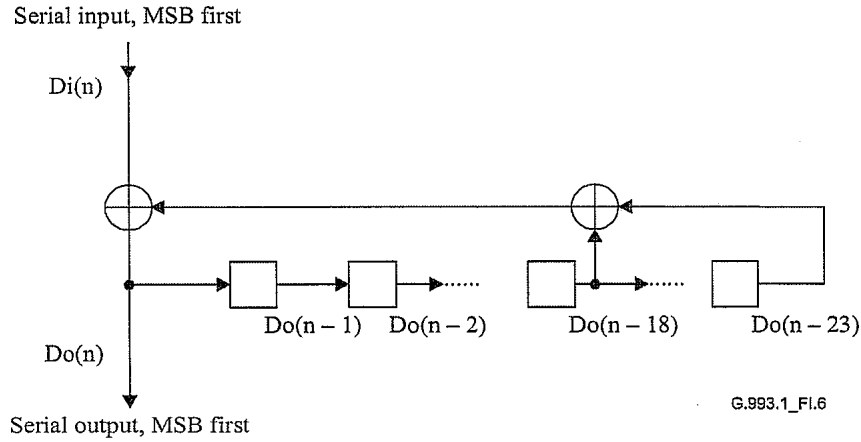 Serial input, MSB first
Di(n)
Do(n – 1)
Do(n – 2)
Do(n – 18)
Do(n – 23)
Do(n)
G.993.1_FI.6
Serial output, MSB first